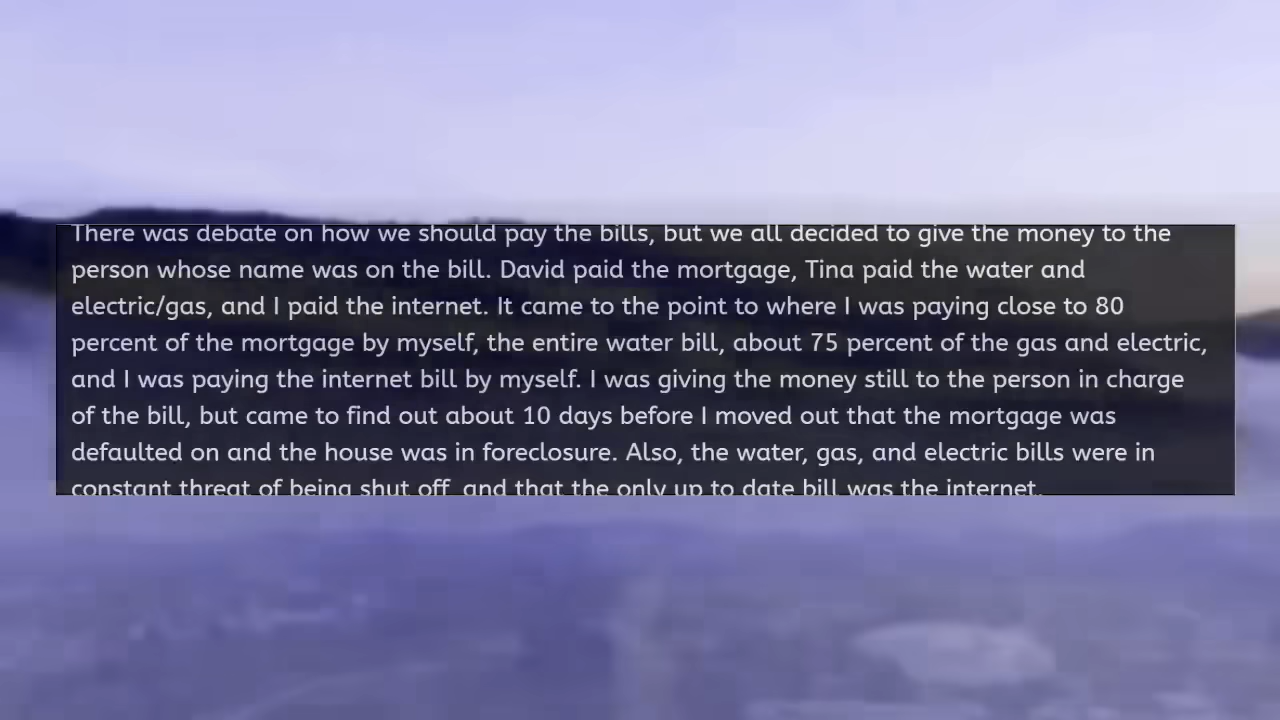 There was debate on how we should pay the bills, but we all decided to give the money to the
person whose name was on the bill. David paid the mortgage, Tina paid the water and
electric/gas, and I paid the internet. It came to the point to where I was paying close to 80
percent of the mortgage by myself, the entire water bill, about 75 percent of the gas and electric,
and I was paying the internet bill by myself. I was giving the money still to the person in charge
of the bill, but came to find out about 10 days before I moved out that the mortgage was
defaulted on and the house was in foreclosure. Also, the water, gas, and electric bills were in
constant threat of being shut off, and that the only up to date bill was the internet.